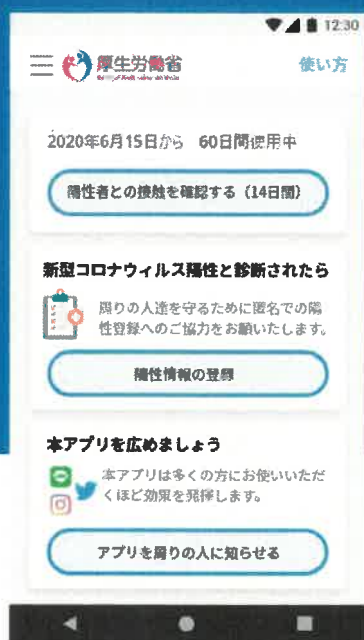 12:30
厚生労働省
使い方
2020年6月15日から 60日間使用中
陽性者との接触を確認する（14日間）
新型コロナウィルス陽性と診断されたら
周りの人達を守るために匿名での陽
性登録へのご協力をお願いたします。
陽性情報の登録
本アプリを広めましょう
本アプリは多くの方にお使いいただ
くほど効果を発揮します。
アプリを周りの人に知らせる